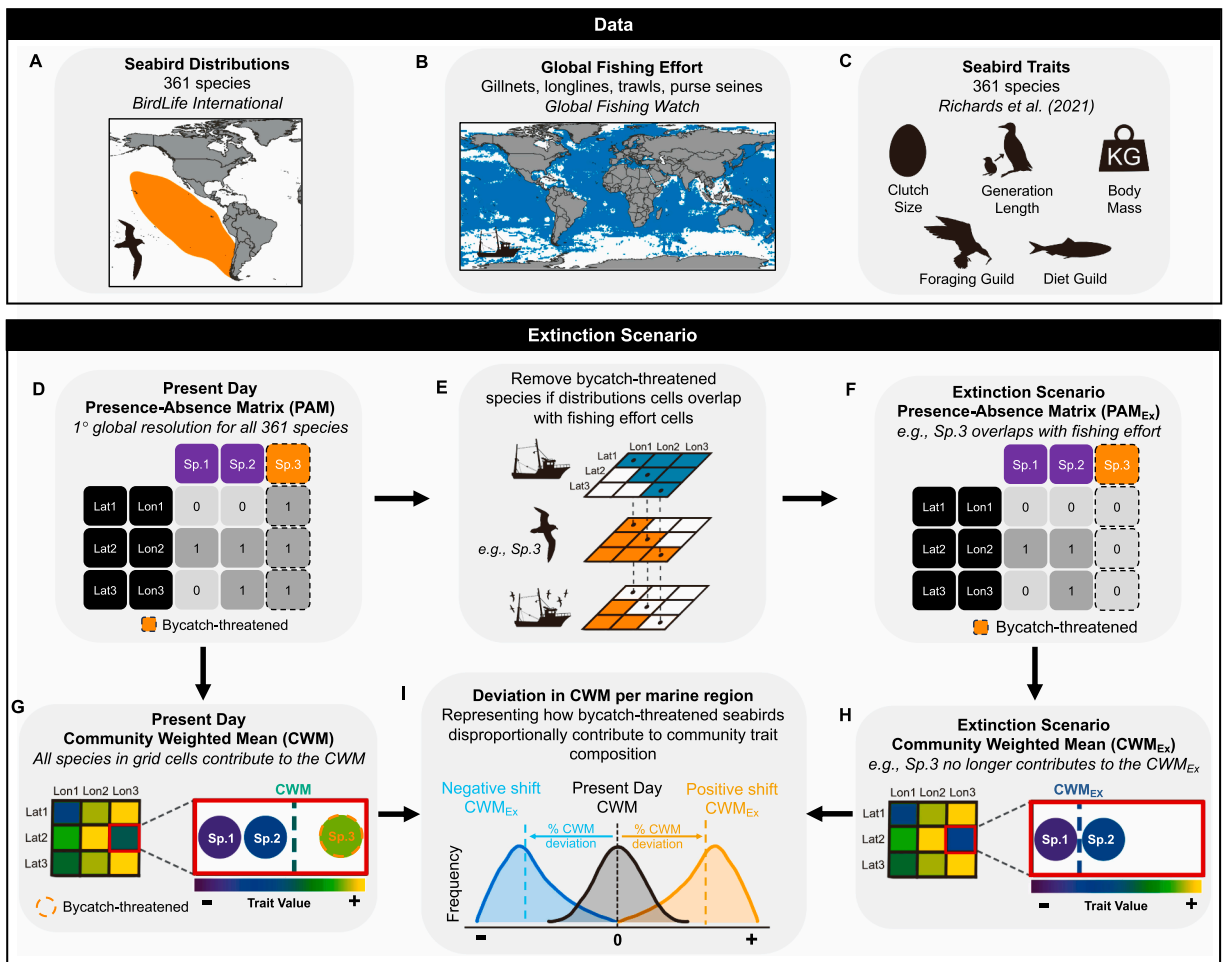 Data
A
Seabird Distributions
361 species
BirdLife International
B
Global Fishing Effort
Gillnets, longlines, trawls, purse seines
Global Fishing Watch
C
Seabird Traits
361 species
Richards et al. (2021)
KG
Clutch
Size
Generation
Length
Body
Mass
Foraging Guild
Diet Guild
Extinction Scenario
D
Present Day
Presence-Absence Matrix (PAM)
1° global resolution for all 361 species
Sp.1 Sp.2 Sp.3
Lat1 Lon1 0 0 1
Lat2 Lon2 1 1 1
Lat3 Lon3 0 1 1
Bycatch-threatened
E
Remove bycatch-threatened
species if distributions cells overlap
with fishing effort cells
Lon1 Lon2 Lon3
Lat1
Lat2
Lat3
e.g., Sp.3
F
Extinction Scenario
Presence-Absence Matrix (PAMEx)
e.g., Sp.3 overlaps with fishing effort
Sp.1 Sp.2 Sp.3
Lat1 Lon1 0 0 0
Lat2 Lon2 1 1 0
Lat3 Lon3 0 1 0
Bycatch-threatened
G
Present Day
Community Weighted Mean (CWM)
All species in grid cells contribute to the CWM
Lon1 Lon2 Lon3
Lat1
Lat2
Lat3
CWM
Sp.1 Sp.2 Sp.3
- Trait Value +
Bycatch-threatened
I
Deviation in CWM per marine region
Representing how bycatch-threatened seabirds
disproportionally contribute to community trait
composition
Negative shift
CWMEx
Present Day
CWM
Positive shift
CWMEx
% CWM
deviation
% CWM
deviation
Frequency
- 0 +
H
Extinction Scenario
Community Weighted Mean (CWMEx)
e.g., Sp.3 no longer contributes to the CWMEx
Lon1 Lon2 Lon3
Lat1
Lat2
Lat3
CWMEx
Sp.1 Sp.2
- Trait Value +